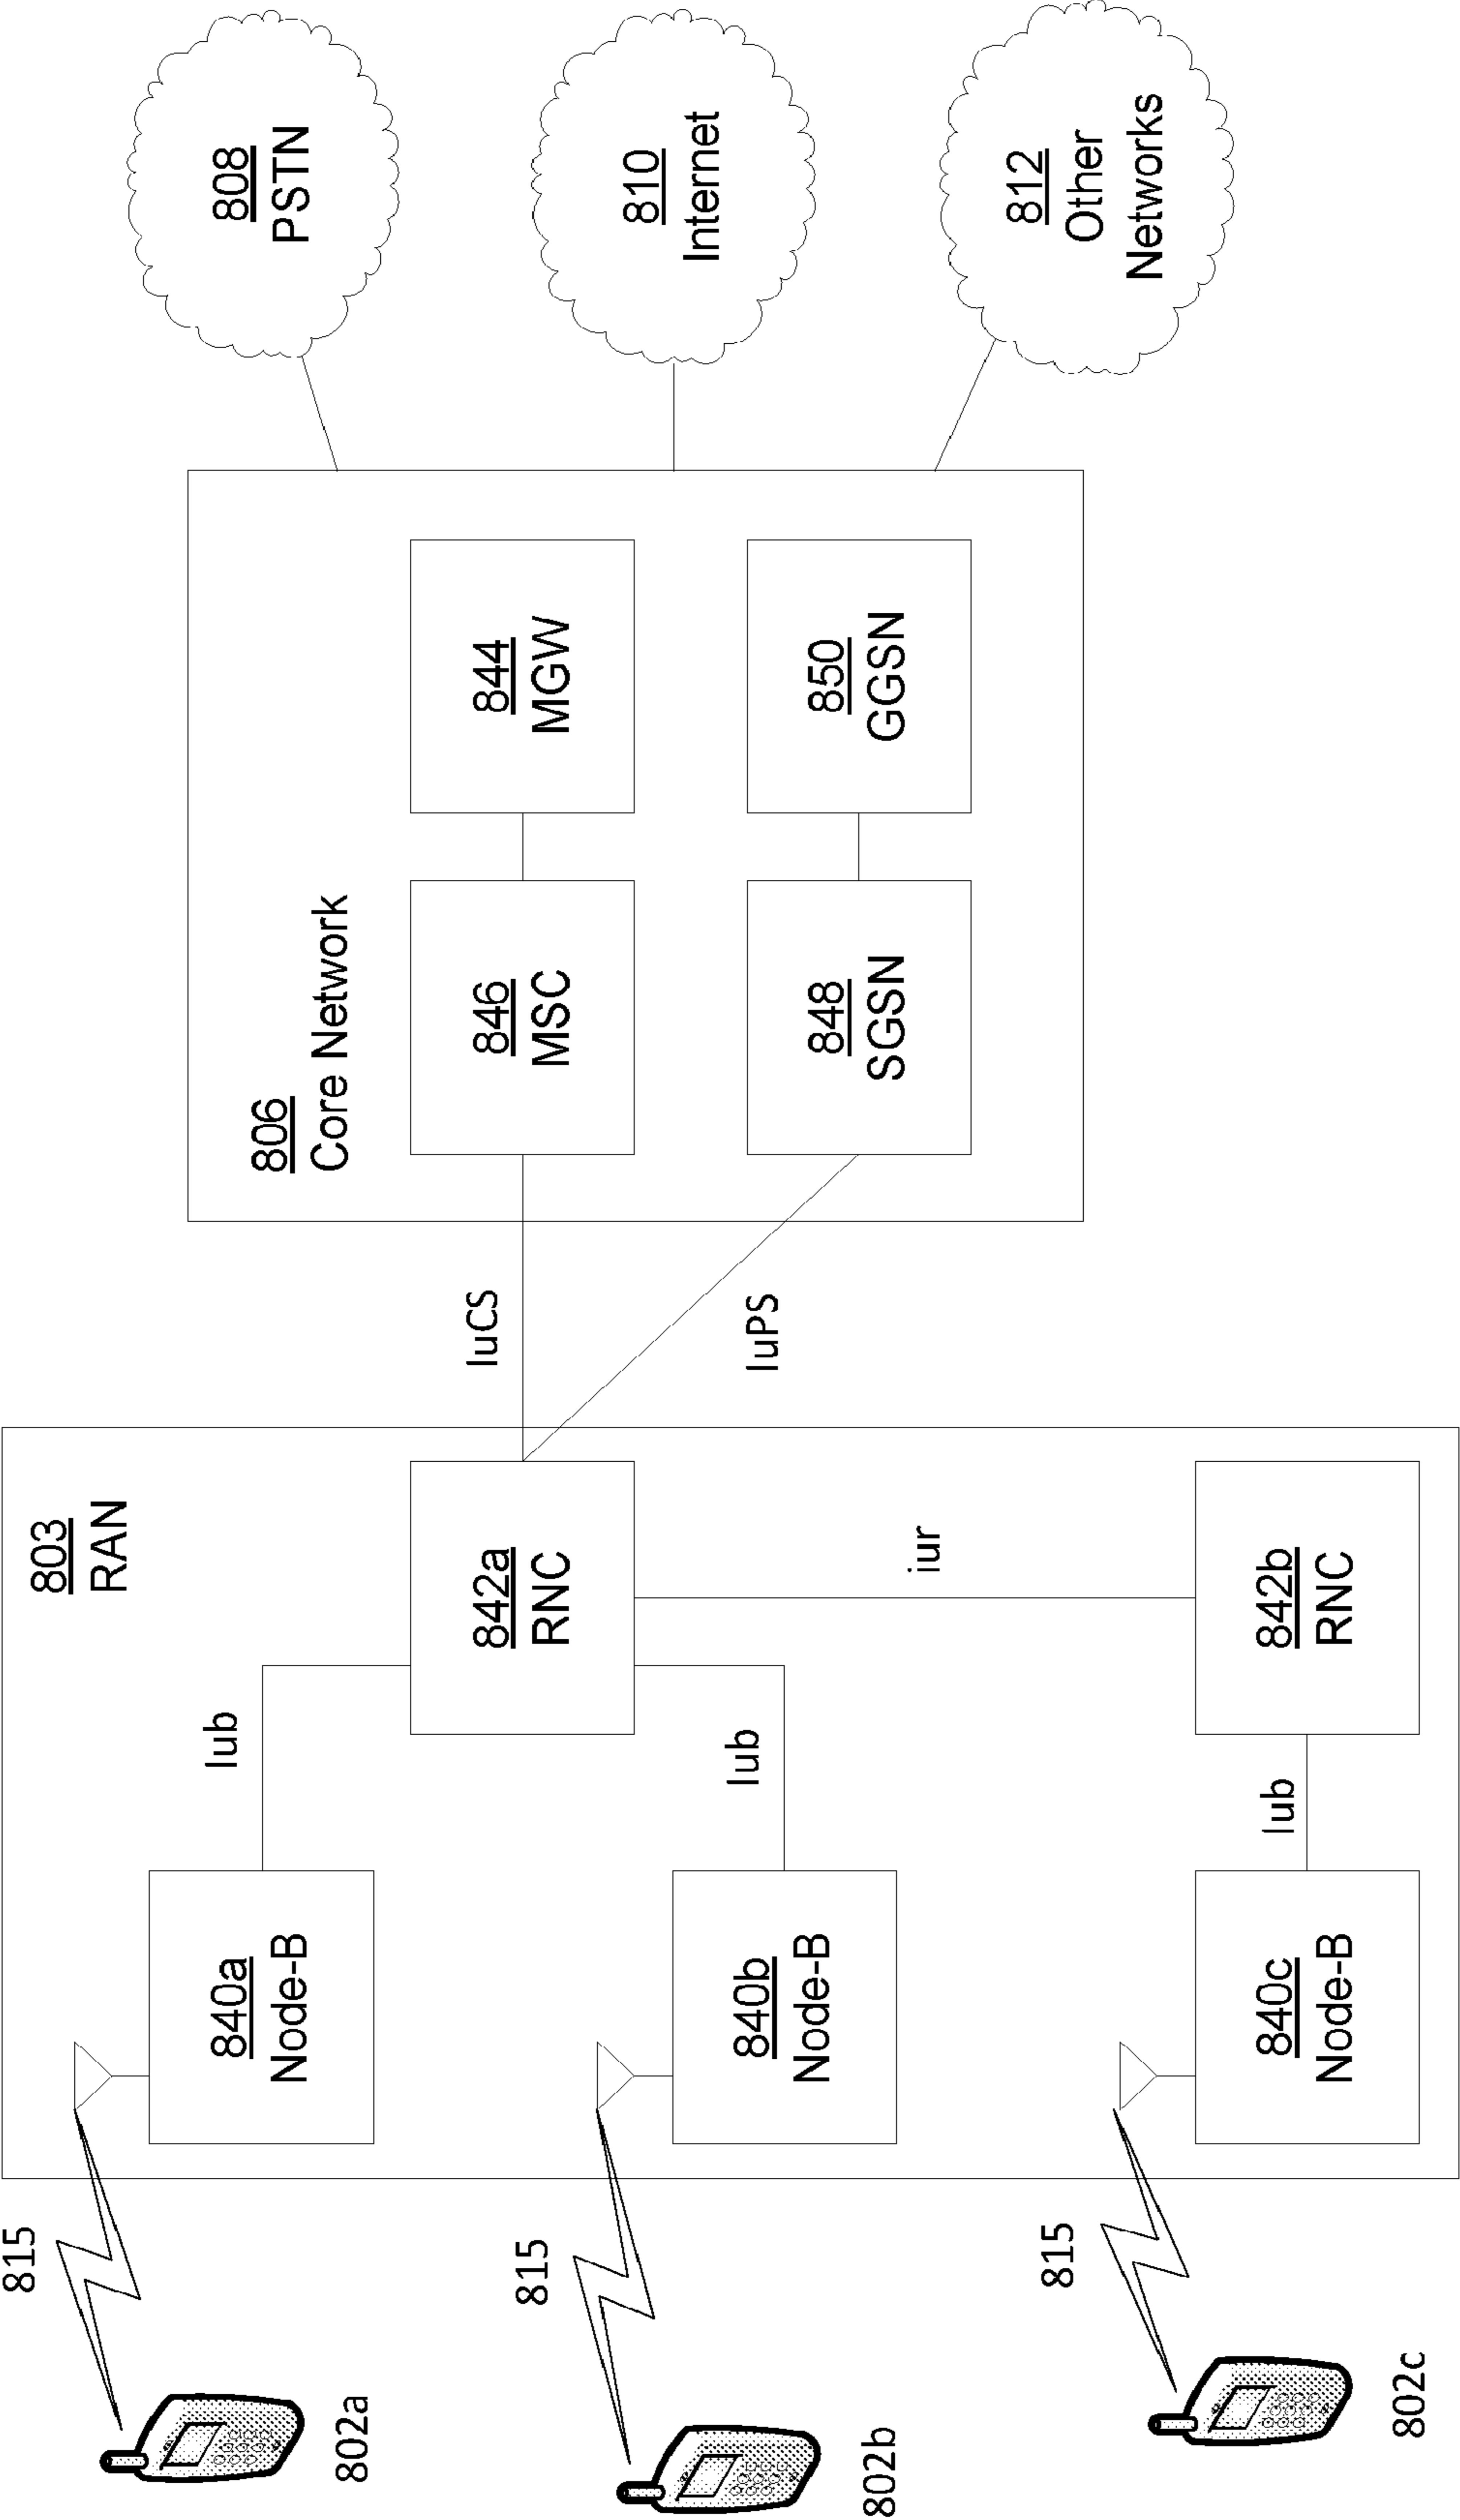 815
803
RAN
802a
840a
Node-B
Iub
842a
RNC
IuCS
806
Core Network
846
MSC
844
MGW
808
PSTN
815
802b
840b
Node-B
Iub
iur
IuPS
848
SGSN
850
GGSN
810
Internet
815
802c
840c
Node-B
Iub
842b
RNC
812
Other
Networks